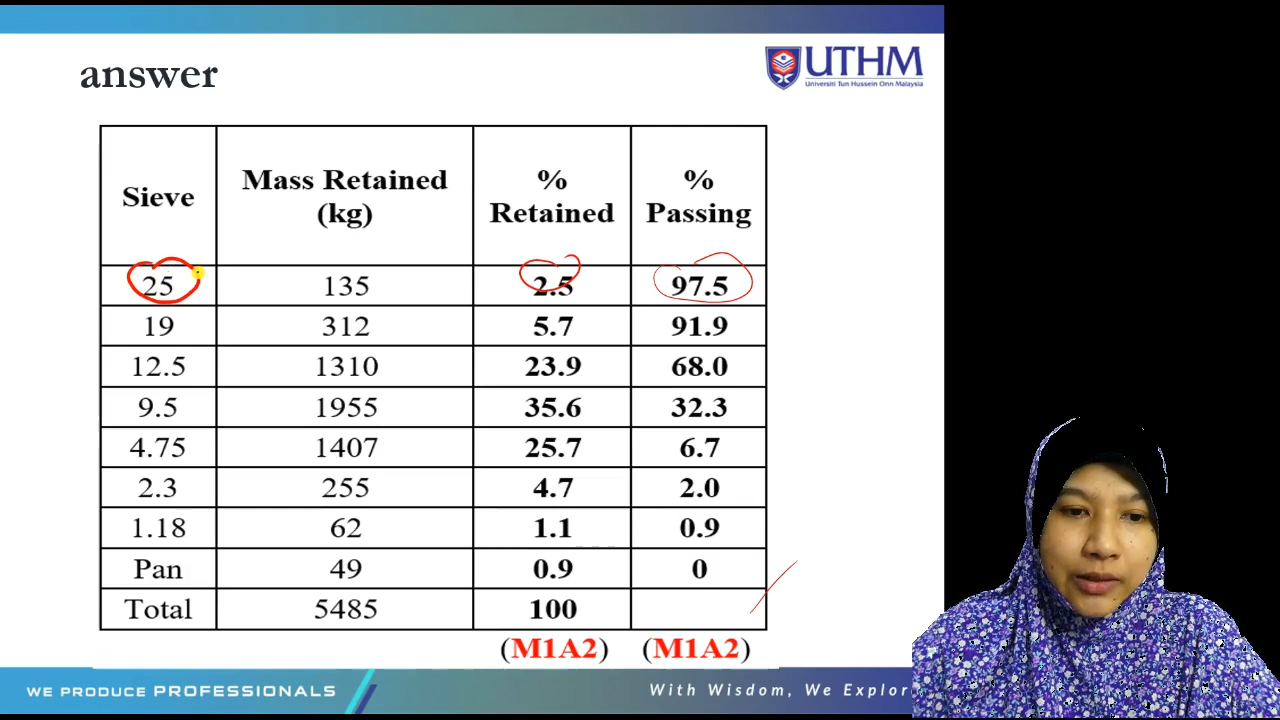 answer
UTHM
Universiti Tun Hussein Onn Malaysia
Sieve Mass Retained (kg) % Retained % Passing
25 135 2.5 97.5
19 312 5.7 91.9
12.5 1310 23.9 68.0
9.5 1955 35.6 32.3
4.75 1407 25.7 6.7
2.3 255 4.7 2.0
1.18 62 1.1 0.9
Pan 49 0.9 0
Total 5485 100
(M1A2) (M1A2)
WE PRODUCE PROFESSIONALS
With Wisdom, We Explor